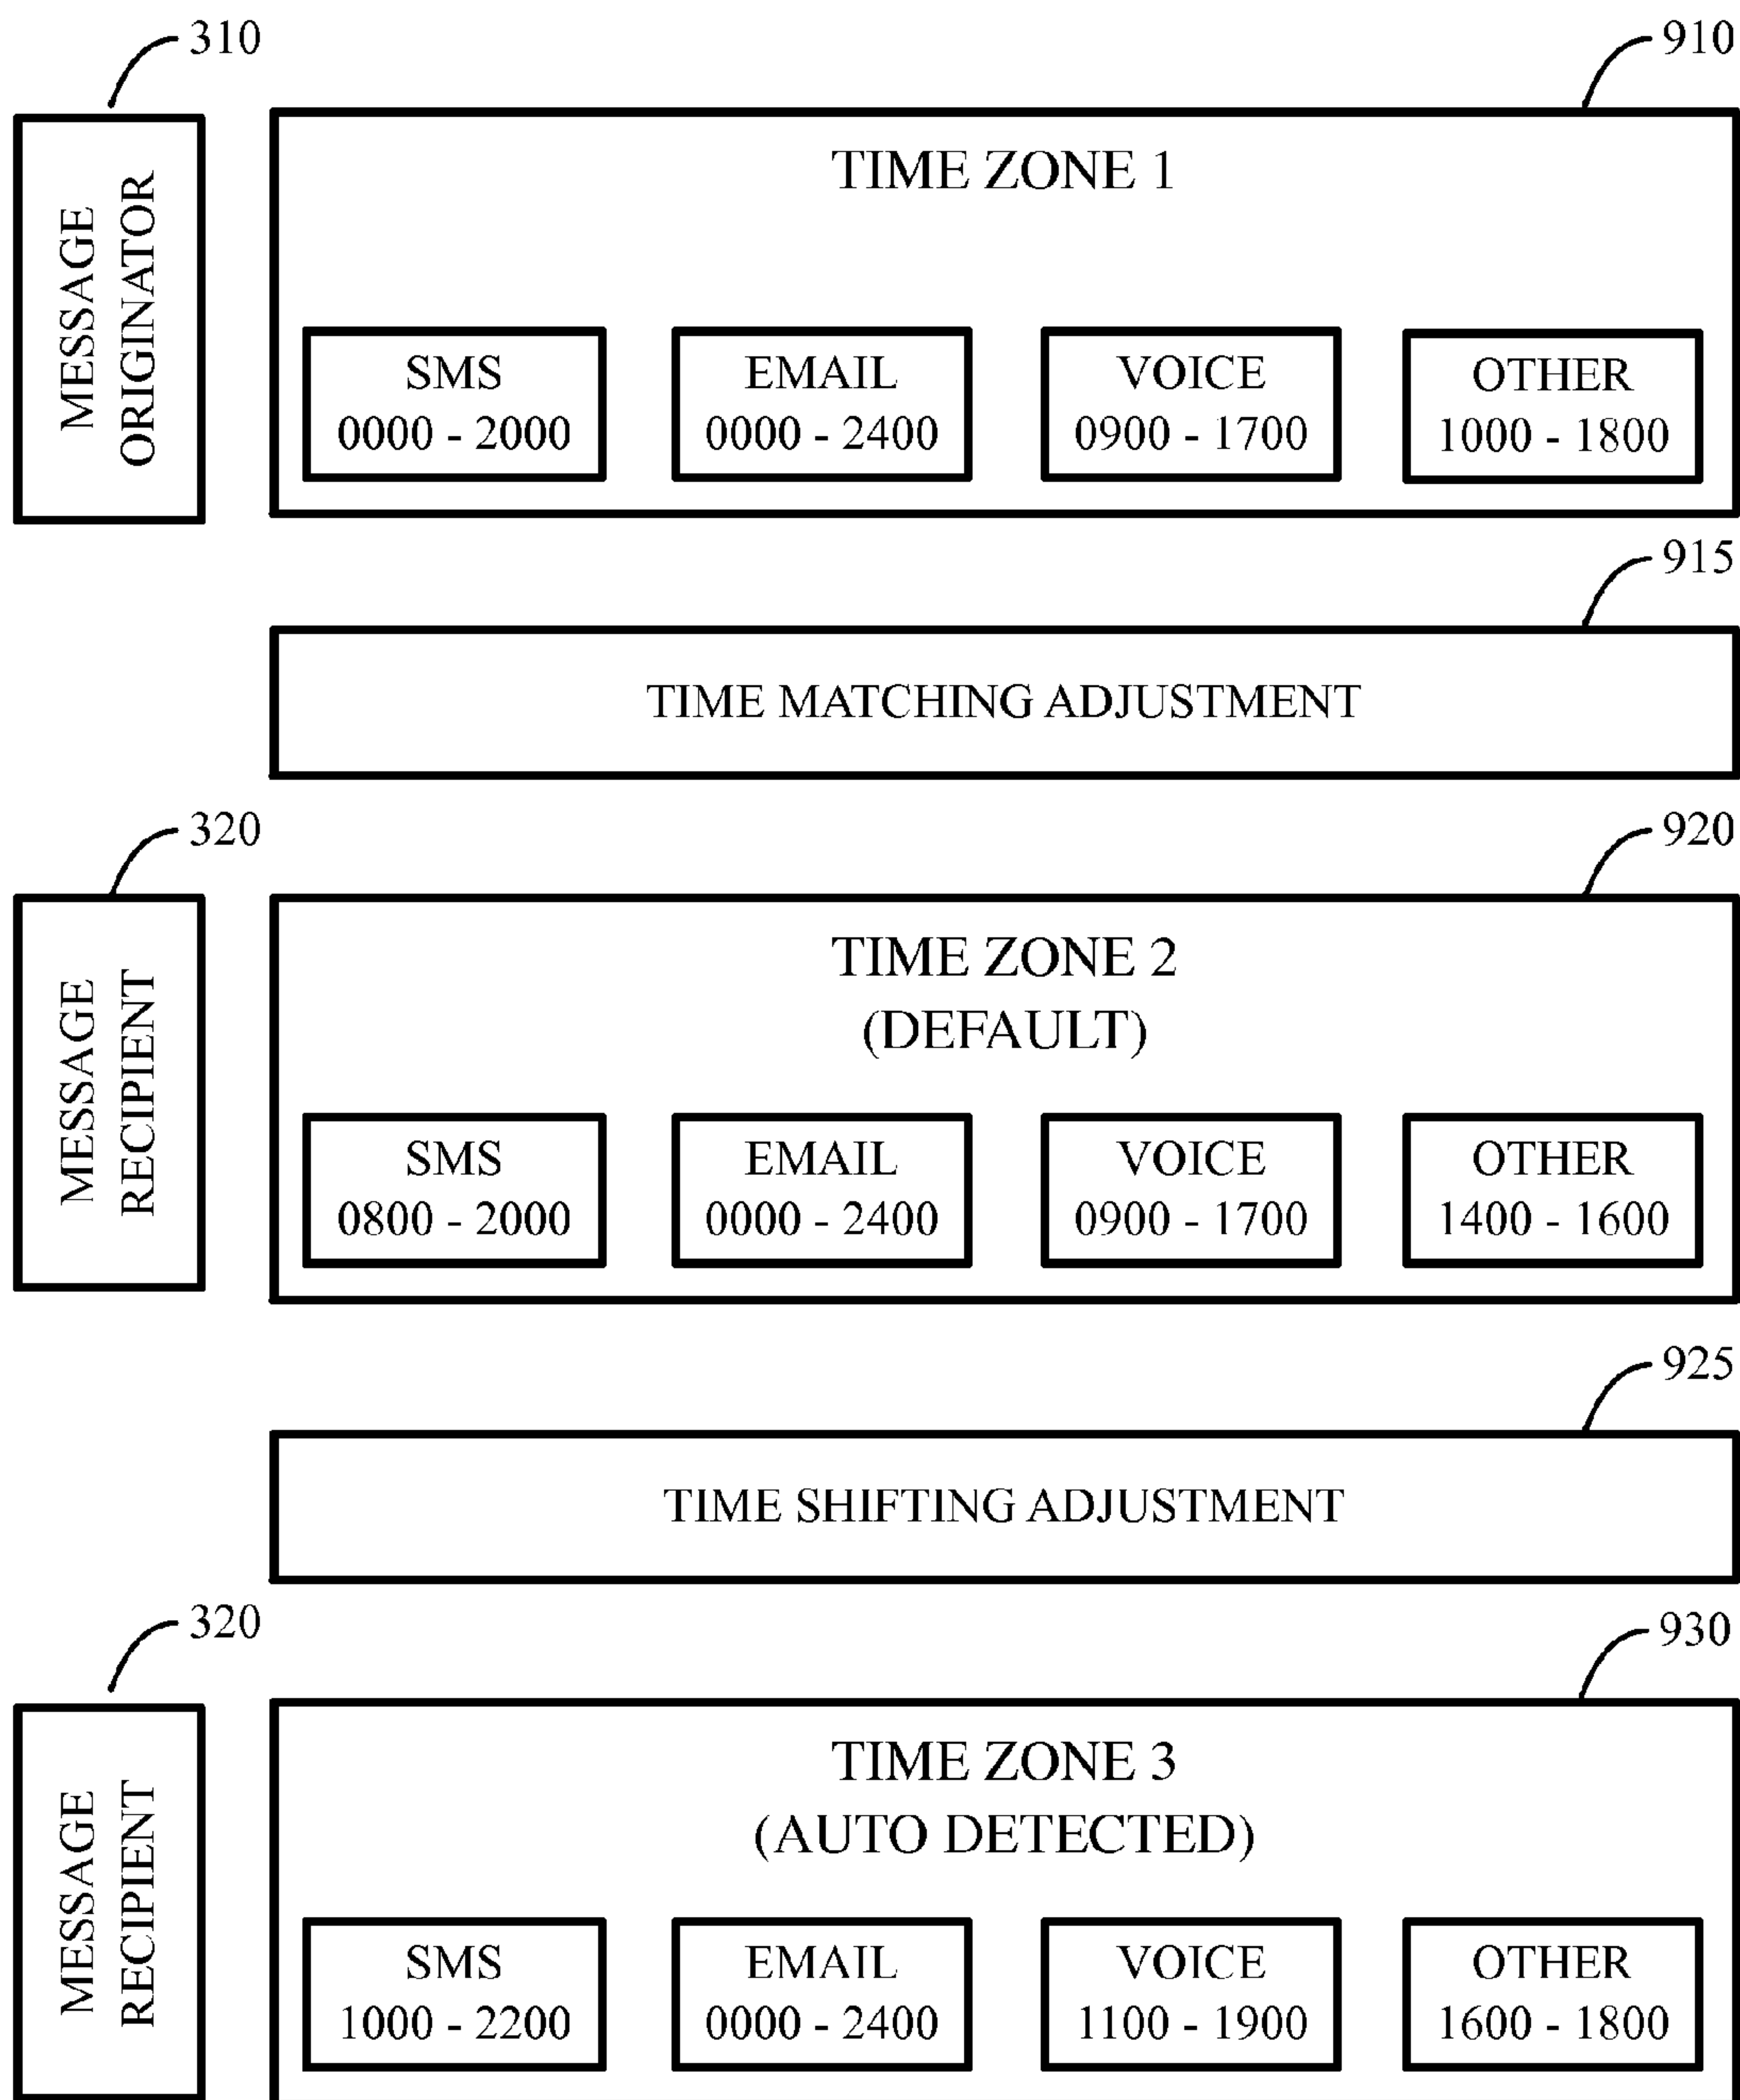 310
910
MESSAGE
ORIGINATOR
TIME ZONE 1
SMS
0000 - 2000
EMAIL
0000 - 2400
VOICE
0900 - 1700
OTHER
1000 - 1800
915
TIME MATCHING ADJUSTMENT
320
920
MESSAGE
RECIPIENT
TIME ZONE 2
(DEFAULT)
SMS
0800 - 2000
EMAIL
0000 - 2400
VOICE
0900 - 1700
OTHER
1400 - 1600
925
TIME SHIFTING ADJUSTMENT
320
930
MESSAGE
RECIPIENT
TIME ZONE 3
(AUTO DETECTED)
SMS
1000 - 2200
EMAIL
0000 - 2400
VOICE
1100 - 1900
OTHER
1600 - 1800